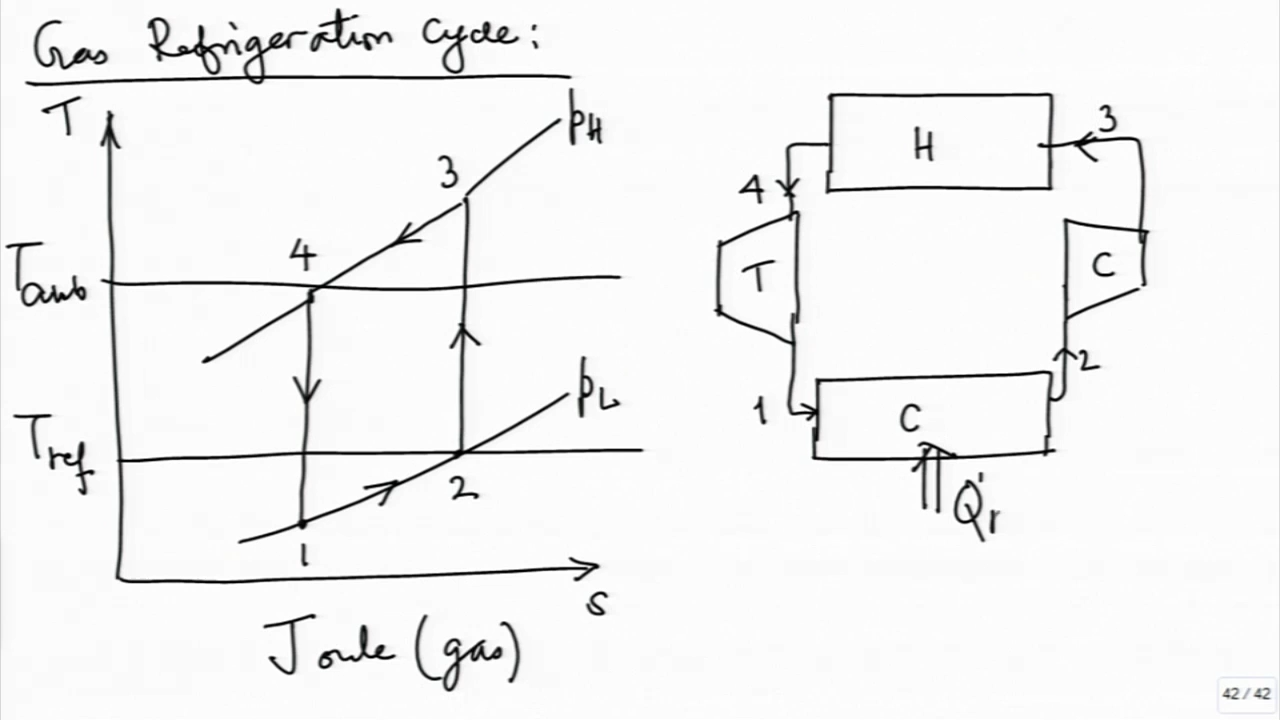 Gas Refrigeration Cycle:
T
pH
3
4
Tamb
pL
Tref
2
1
s
Joule (gas)
H
3
4
T
C
2
1
C
Q̇r
42 / 42